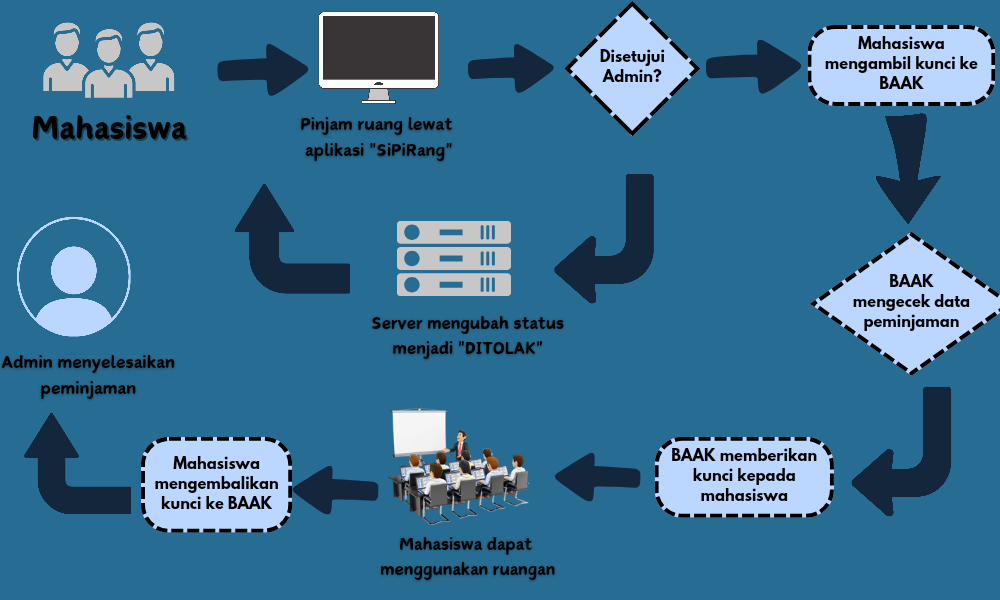 Mahasiswa
Pinjam ruang lewat
aplikasi "SiPiRang"
Disetujui
Admin?
Mahasiswa
mengambil kunci ke
BAAK
Server mengubah status
menjadi "DITOLAK"
BAAK
mengecek data
peminjaman
Admin menyelesaikan
peminjaman
Mahasiswa
mengembalikan
kunci ke BAAK
Mahasiswa dapat
menggunakan ruangan
BAAK memberikan
kunci kepada
mahasiswa